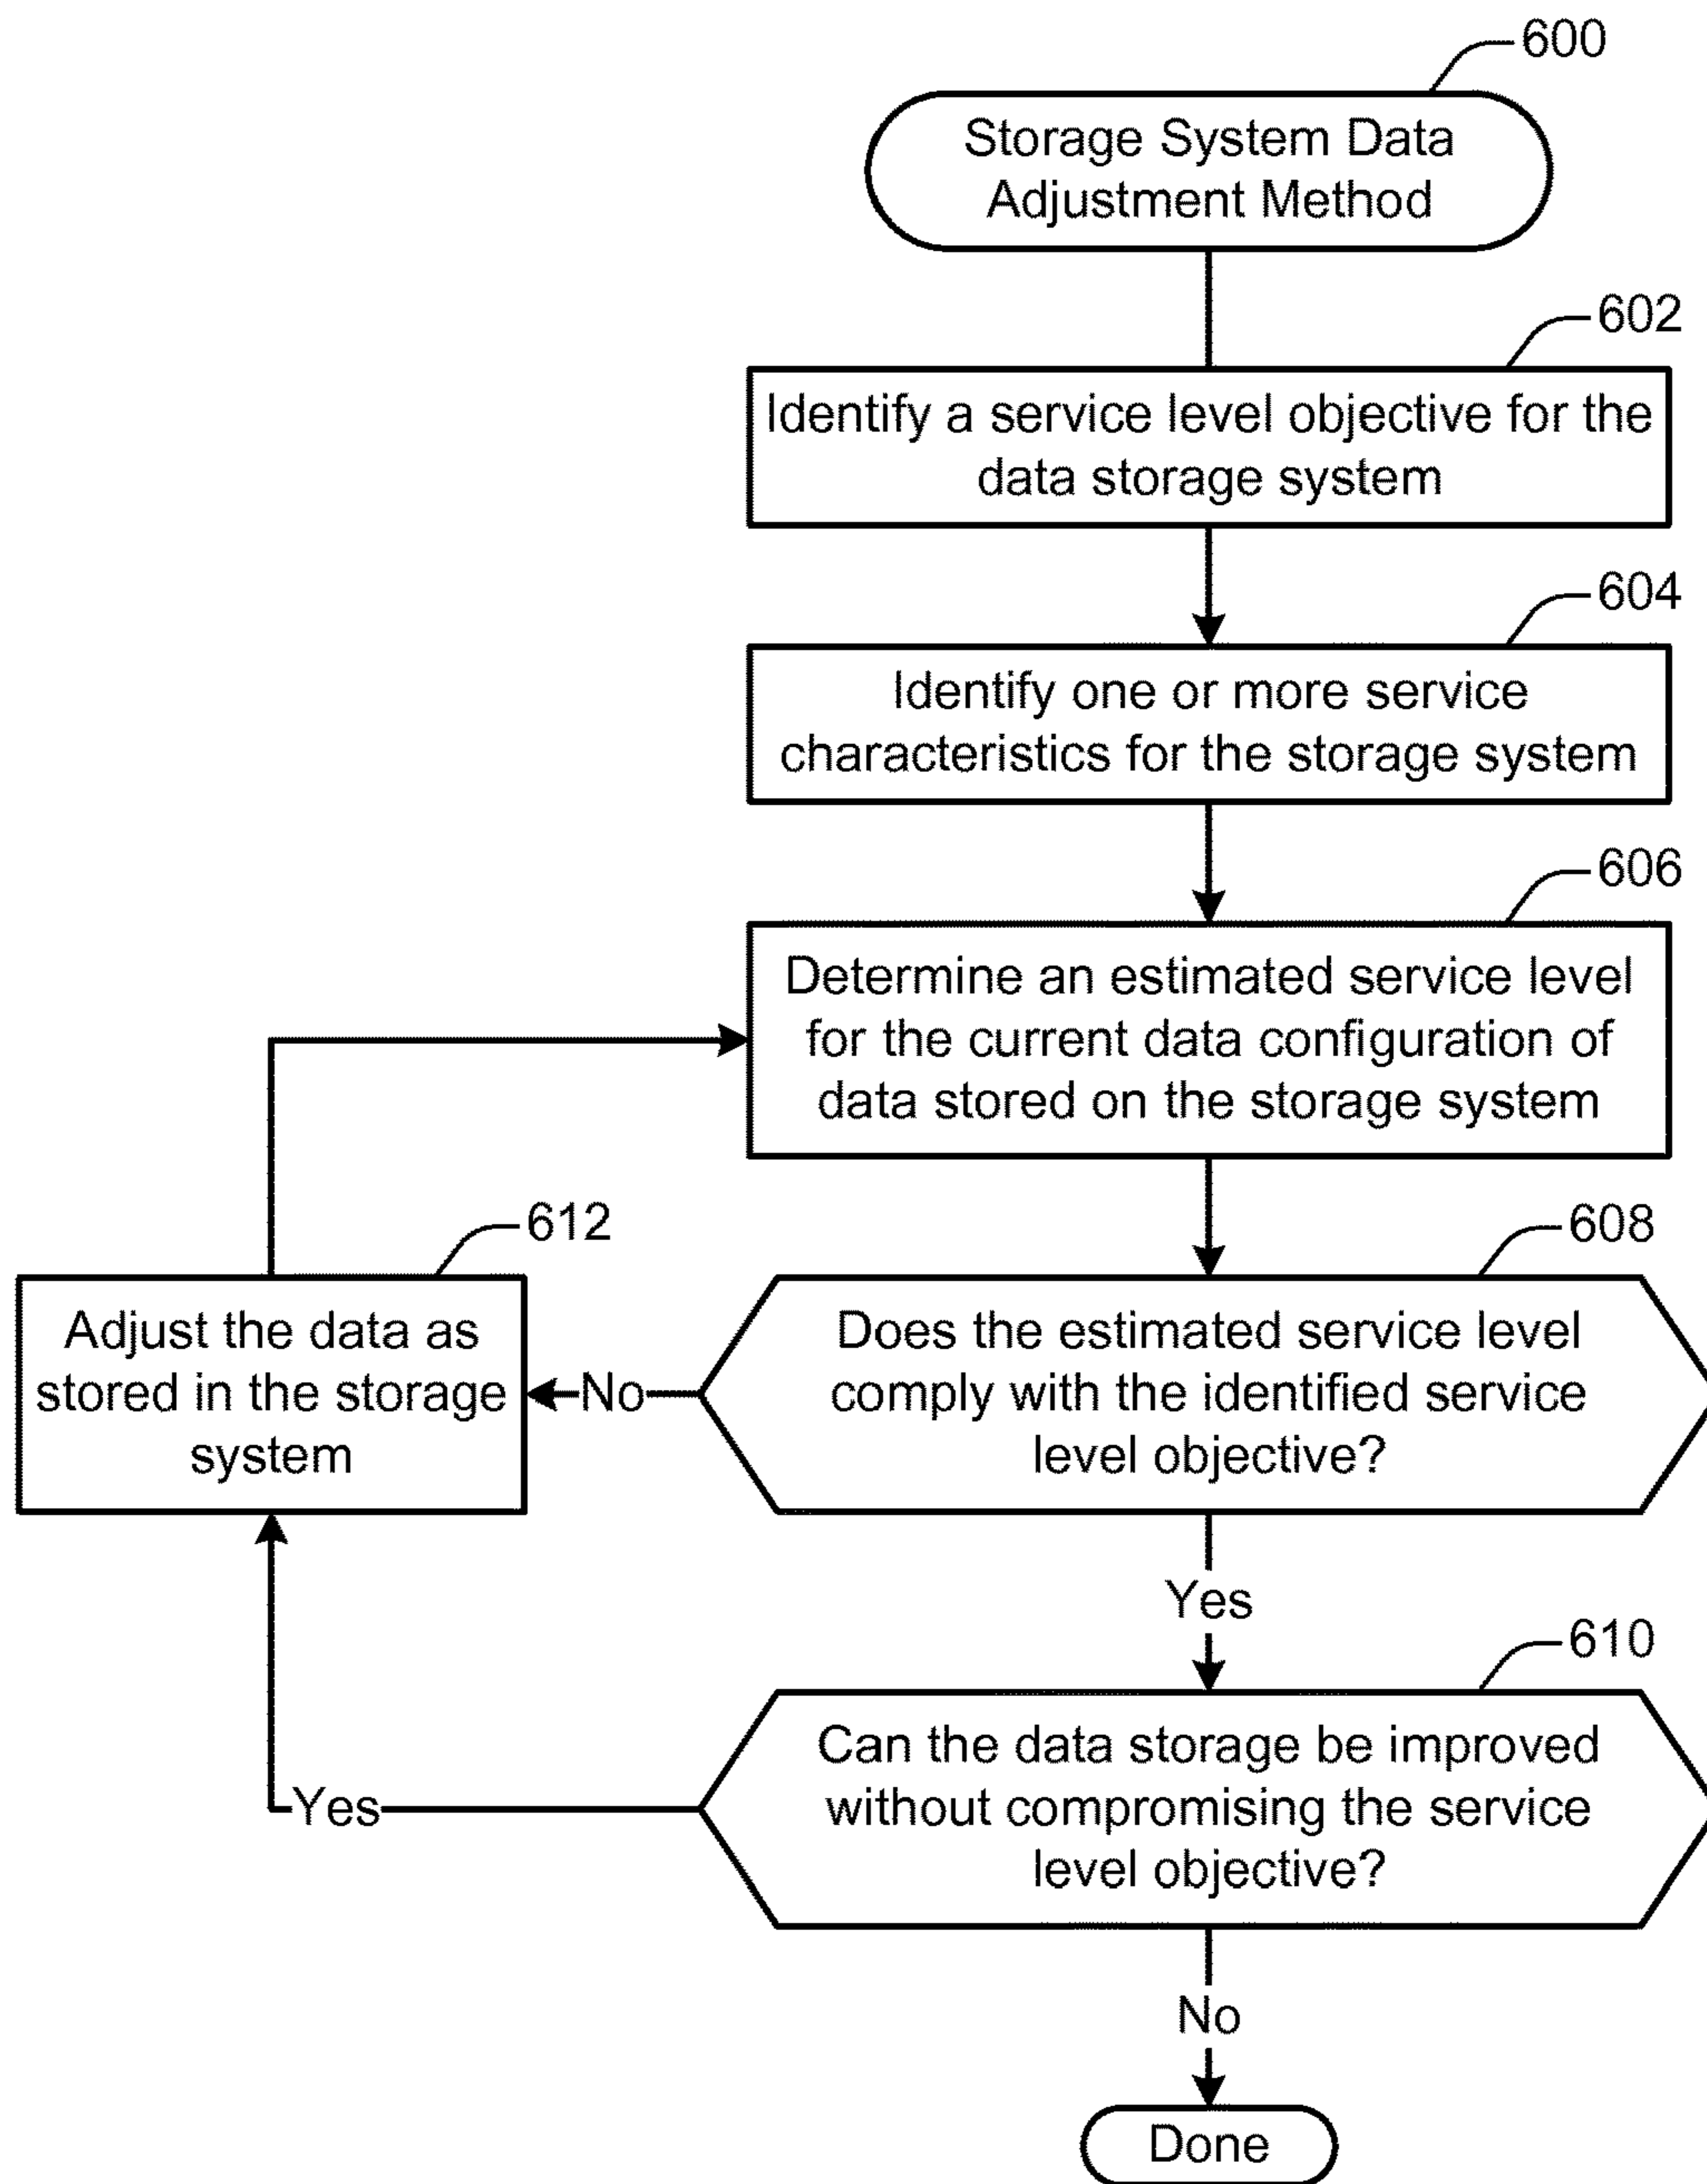 600
Storage System Data
Adjustment Method
602
Identify a service level objective for the
data storage system
604
Identify one or more service
characteristics for the storage system
606
Determine an estimated service level
for the current data configuration of
data stored on the storage system
612
Adjust the data as
stored in the storage
system
608
Does the estimated service level
comply with the identified service
level objective?
No
Yes
610
Can the data storage be improved
without compromising the service
level objective?
Yes
No
Done